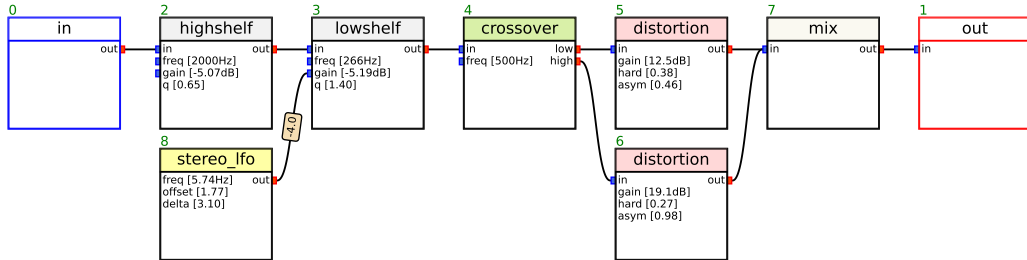 0
in
out
2
highshelf
in
out
freq [2000Hz]
gain [-5.07dB]
q [0.65]
3
lowshelf
in
out
freq [266Hz]
gain [-5.19dB]
q [1.40]
4
crossover
in
low
freq [500Hz]
high
5
distortion
in
out
gain [12.5dB]
hard [0.38]
asym [0.46]
7
mix
in
out
1
out
in
-4.0
8
stereo_lfo
freq [5.74Hz]
out
offset [1.77]
delta [3.10]
6
distortion
in
out
gain [19.1dB]
hard [0.27]
asym [0.98]